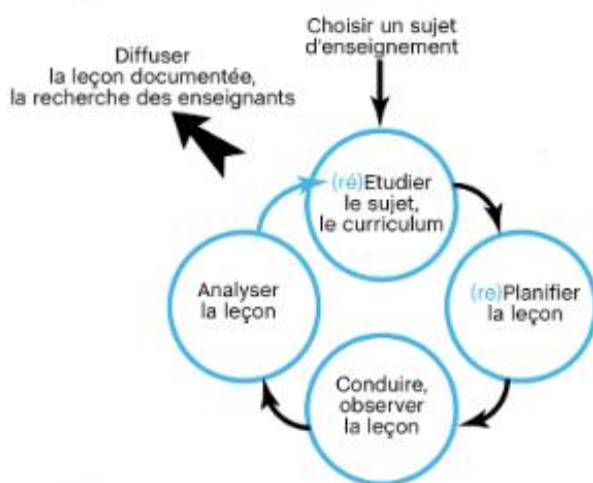 Choisir un sujet
d'enseignement
Diffuser
la leçon documentée,
la recherche des enseignants
(ré)Etudier
le sujet,
le curriculum
(re)Planifier
la leçon
Conduire,
observer
la leçon
Analyser
la leçon